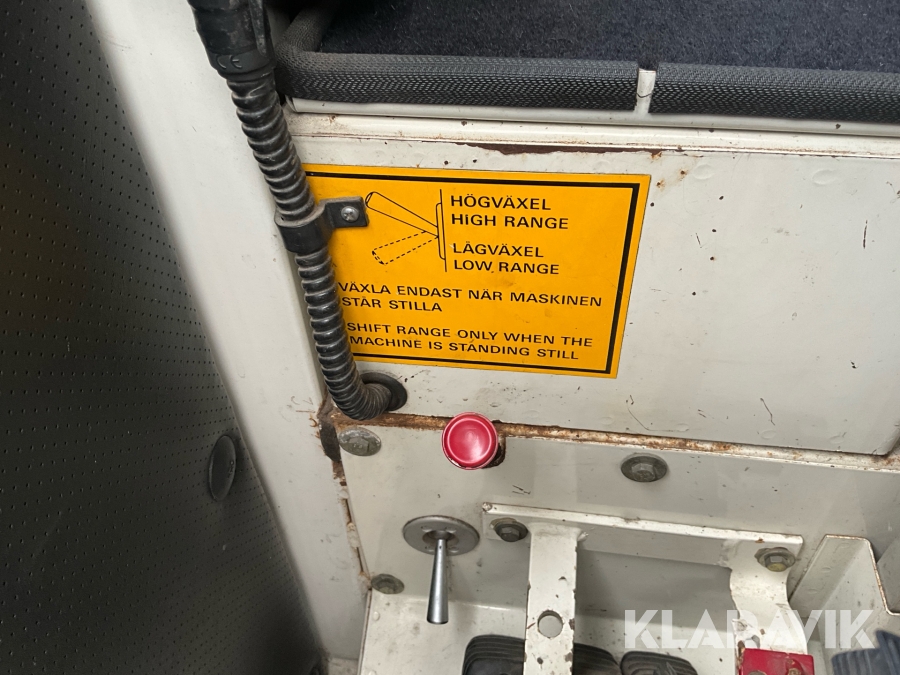 HÖGVÄXEL
HIGH RANGE
LÅGVÄXEL
LOW RANGE
VÄXLA ENDAST NÄR MASKINEN
STÅR STILLA
SHIFT RANGE ONLY WHEN THE
MACHINE IS STANDING STILL
KLARAVIK